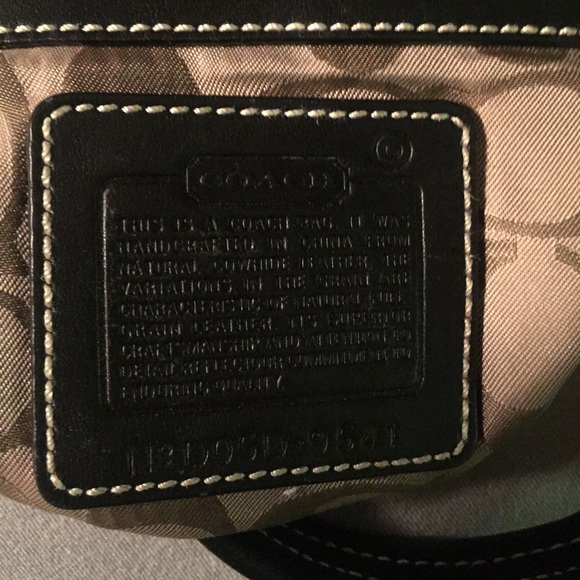 ©
COACH
THIS IS A COACH BAG. IT WAS
HANDCRAFTED IN CHINA FROM
NATURAL COWHIDE LEATHER. THE
VARIATIONS IN THE GRAIN ARE
CHARACTERISTIC OF NATURAL FULL
GRAIN LEATHER. ITS SUPERIOR
CRAFTSMANSHIP AND ATTENTION TO
DETAIL REFLECT OUR COMMITMENT TO
ENDURING QUALITY.